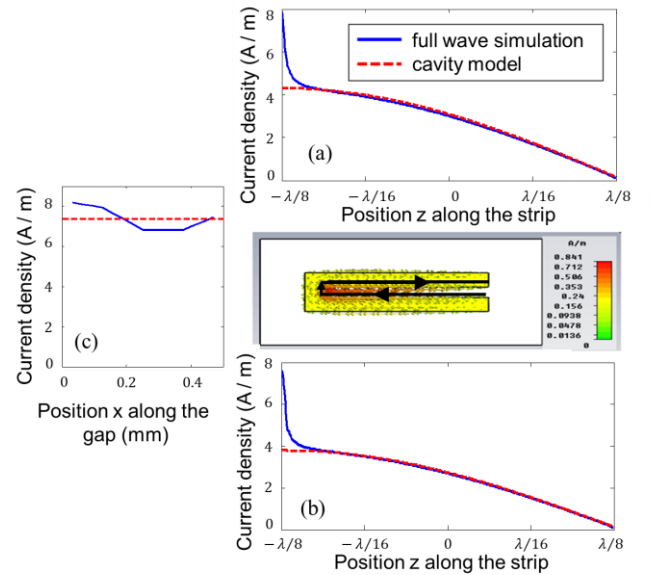 Current density (A / m)
8
6
4
2
0
full wave simulation
cavity model
(a)
−λ/8
−λ/16
0
λ/16
λ/8
Position z along the strip
Current density (A / m)
8
6
4
2
0
(c)
0
0.2
0.4
Position x along the
gap (mm)
A/m
0.841
0.712
0.506
0.353
0.24
0.156
0.0938
0.0478
0.0136
0
Current density (A / m)
8
6
4
2
0
(b)
−λ/8
−λ/16
0
λ/16
λ/8
Position z along the strip